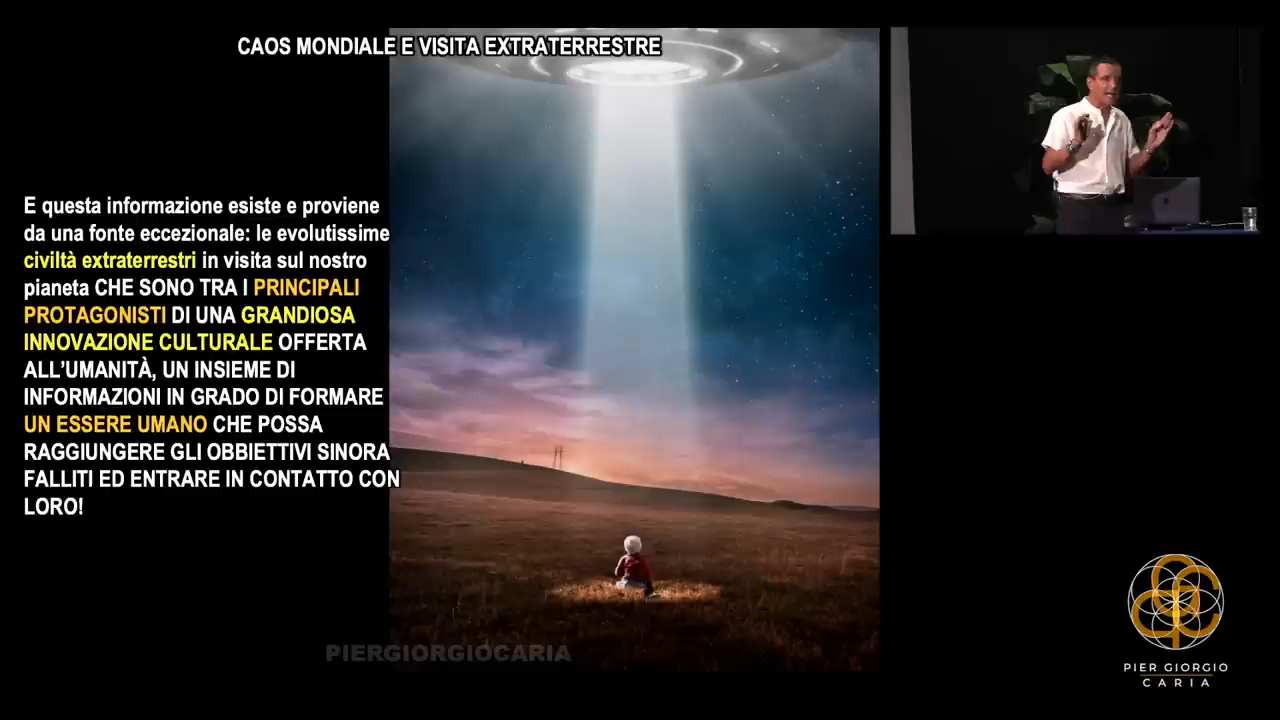 CAOS MONDIALE E VISITA EXTRATERRESTRE
E questa informazione esiste e proviene
da una fonte eccezionale: le evolutissime
civiltà extraterrestri in visita sul nostro
pianeta CHE SONO TRA I PRINCIPALI
PROTAGONISTI DI UNA GRANDIOSA
INNOVAZIONE CULTURALE OFFERTA
ALL’UMANITÀ, UN INSIEME DI
INFORMAZIONI IN GRADO DI FORMARE
UN ESSERE UMANO CHE POSSA
RAGGIUNGERE GLI OBBIETTIVI SINORA
FALLITI ED ENTRARE IN CONTATTO CON
LORO!
PIERGIORGIOCARIA
PIER GIORGIO
CARIA